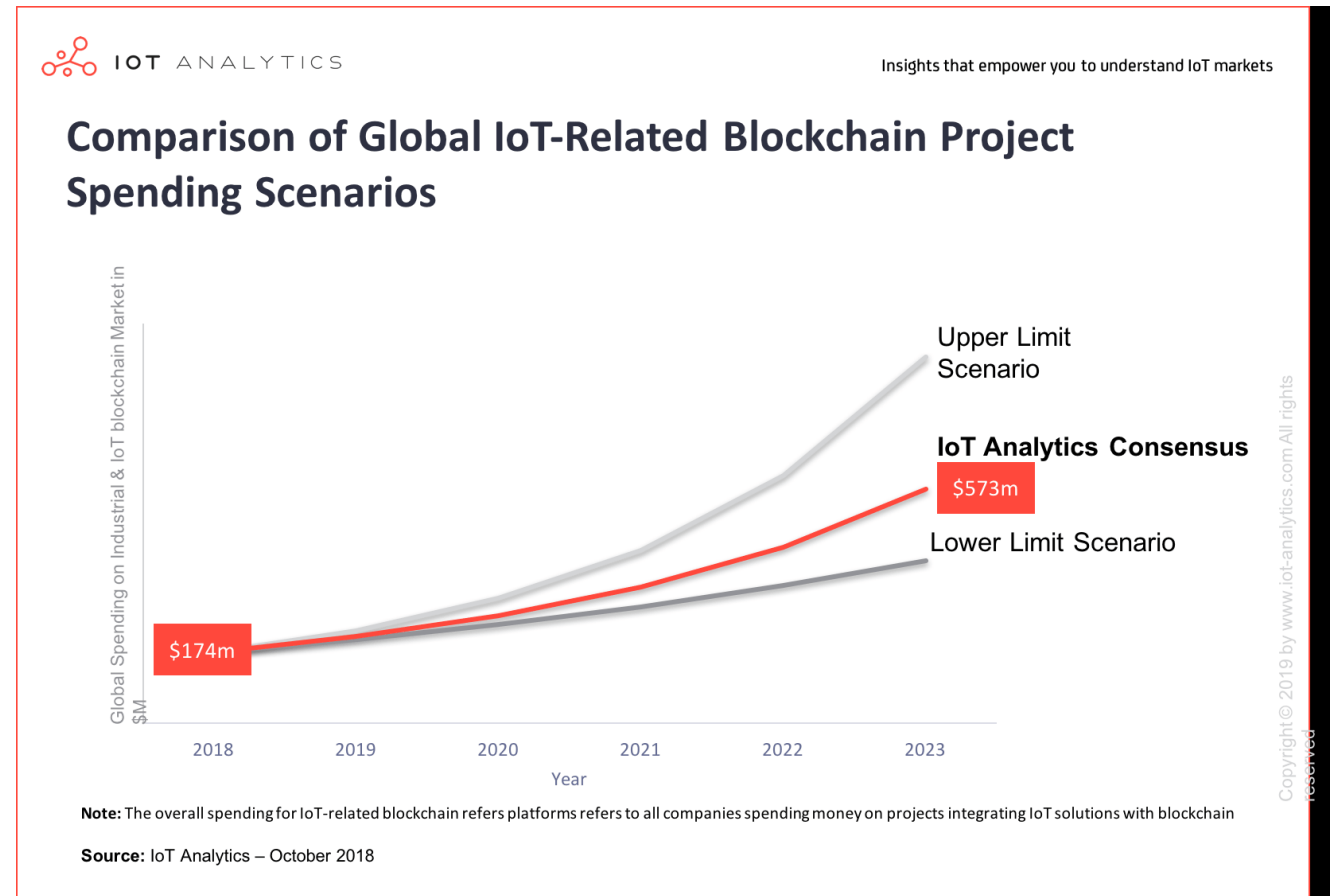 IOT ANALYTICS
Insights that empower you to understand IoT markets
Comparison of Global IoT-Related Blockchain Project
Spending Scenarios
Global Spending on Industrial & IoT blockchain Market in
$M
Upper Limit
Scenario
IoT Analytics Consensus
$573m
Lower Limit Scenario
$174m
2018 2019 2020 2021 2022 2023
Year
Copyright © 2019 by www.iot-analytics.com All rights
reserved
Note: The overall spending for IoT-related blockchain refers platforms refers to all companies spending money on projects integrating IoT solutions with blockchain
Source: IoT Analytics – October 2018